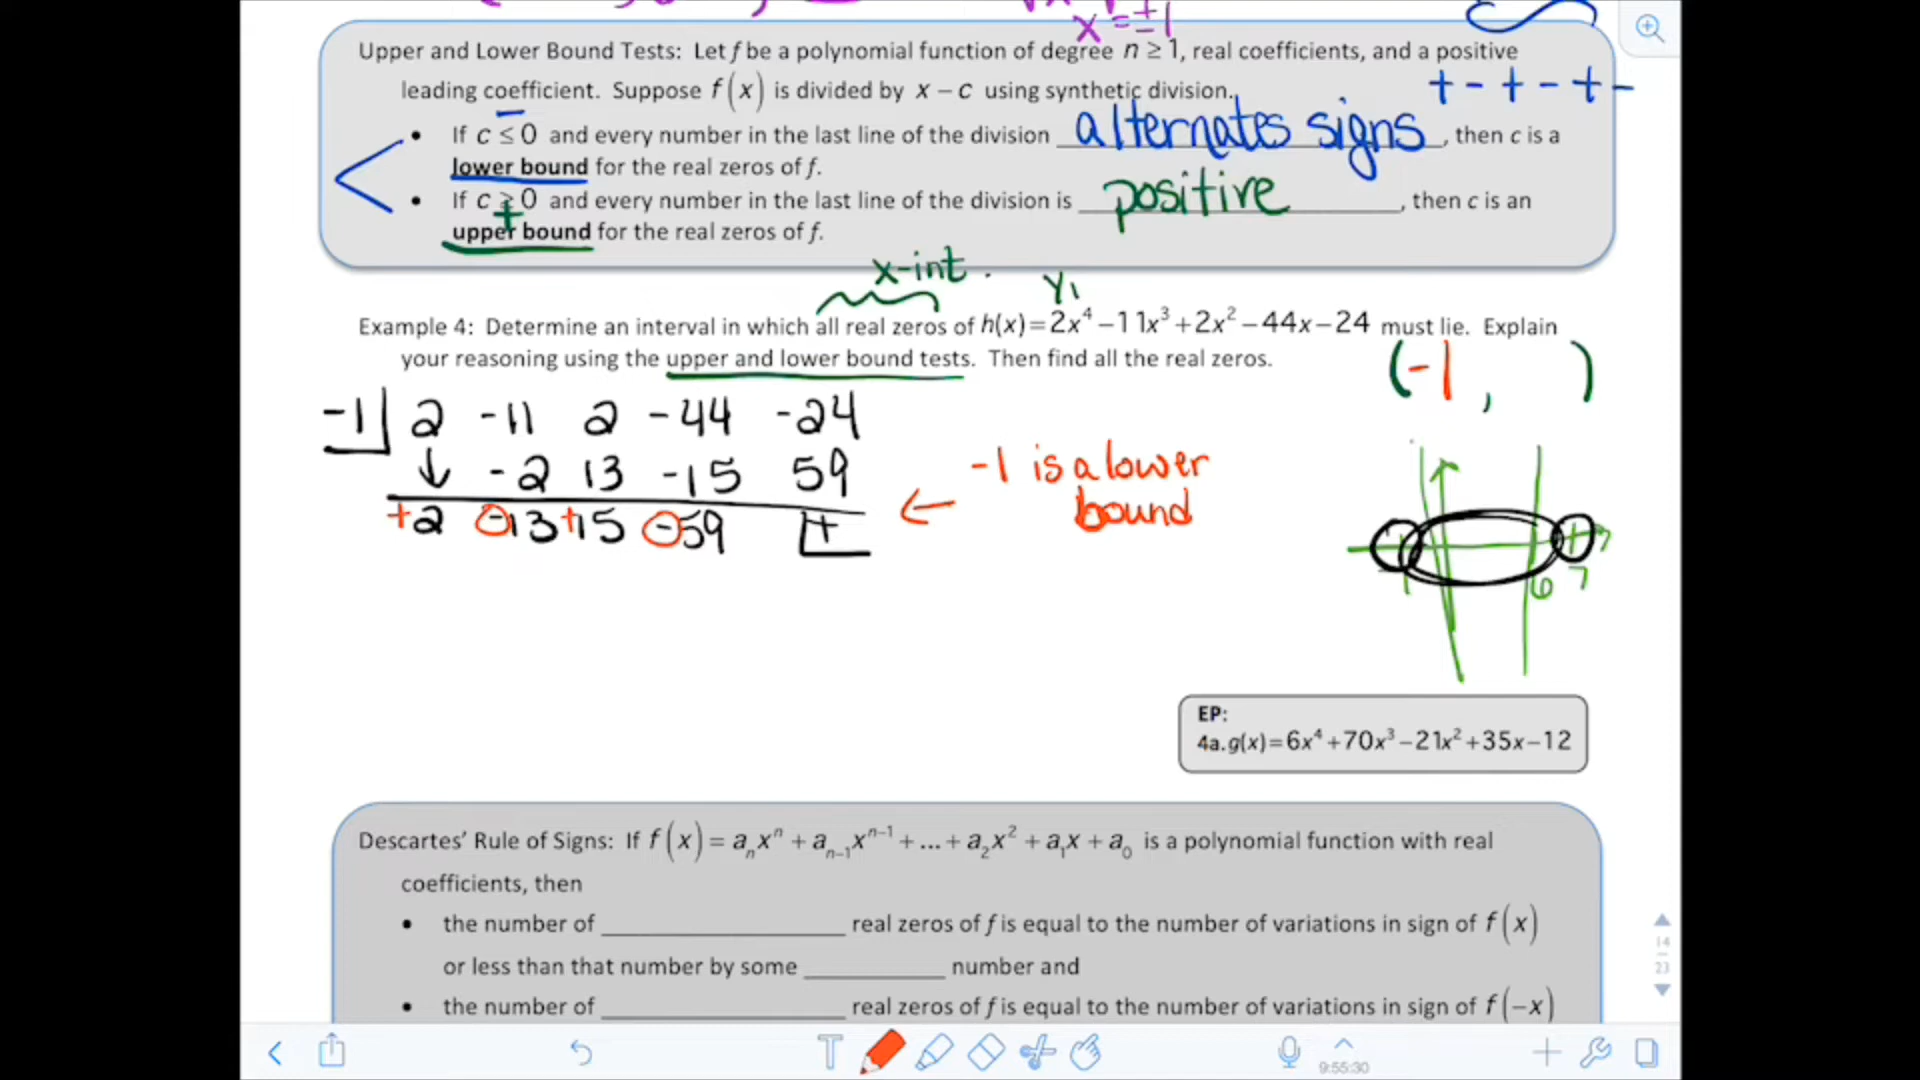 x = ±1
Upper and Lower Bound Tests: Let f be a polynomial function of degree n ≥ 1, real coefficients, and a positive
leading coefficient. Suppose f(x) is divided by x − c using synthetic division.
+ - + - + -
• If c ≤ 0 and every number in the last line of the division alternates signs, then c is a
lower bound for the real zeros of f.
• If c ≥ 0 and every number in the last line of the division is positive, then c is an
upper bound for the real zeros of f.
x-int.
Y1
Example 4: Determine an interval in which all real zeros of h(x)=2x⁴−11x³+2x²−44x−24 must lie. Explain
your reasoning using the upper and lower bound tests. Then find all the real zeros.
(-1, )
-1 2 -11 2 -44 -24
↓ -2 13 -15 59
+2 -13 +15 -59 +
← -1 is a lower
bound
6 7
EP:
4a. g(x)=6x⁴+70x³−21x²+35x−12
Descartes' Rule of Signs: If f(x) = aₙxⁿ + aₙ₋₁xⁿ⁻¹ + ... + a₂x² + a₁x + a₀ is a polynomial function with real
coefficients, then
• the number of ____________ real zeros of f is equal to the number of variations in sign of f(x)
or less than that number by some ________ number and
• the number of ____________ real zeros of f is equal to the number of variations in sign of f(−x)
14
23
T
9:55:30